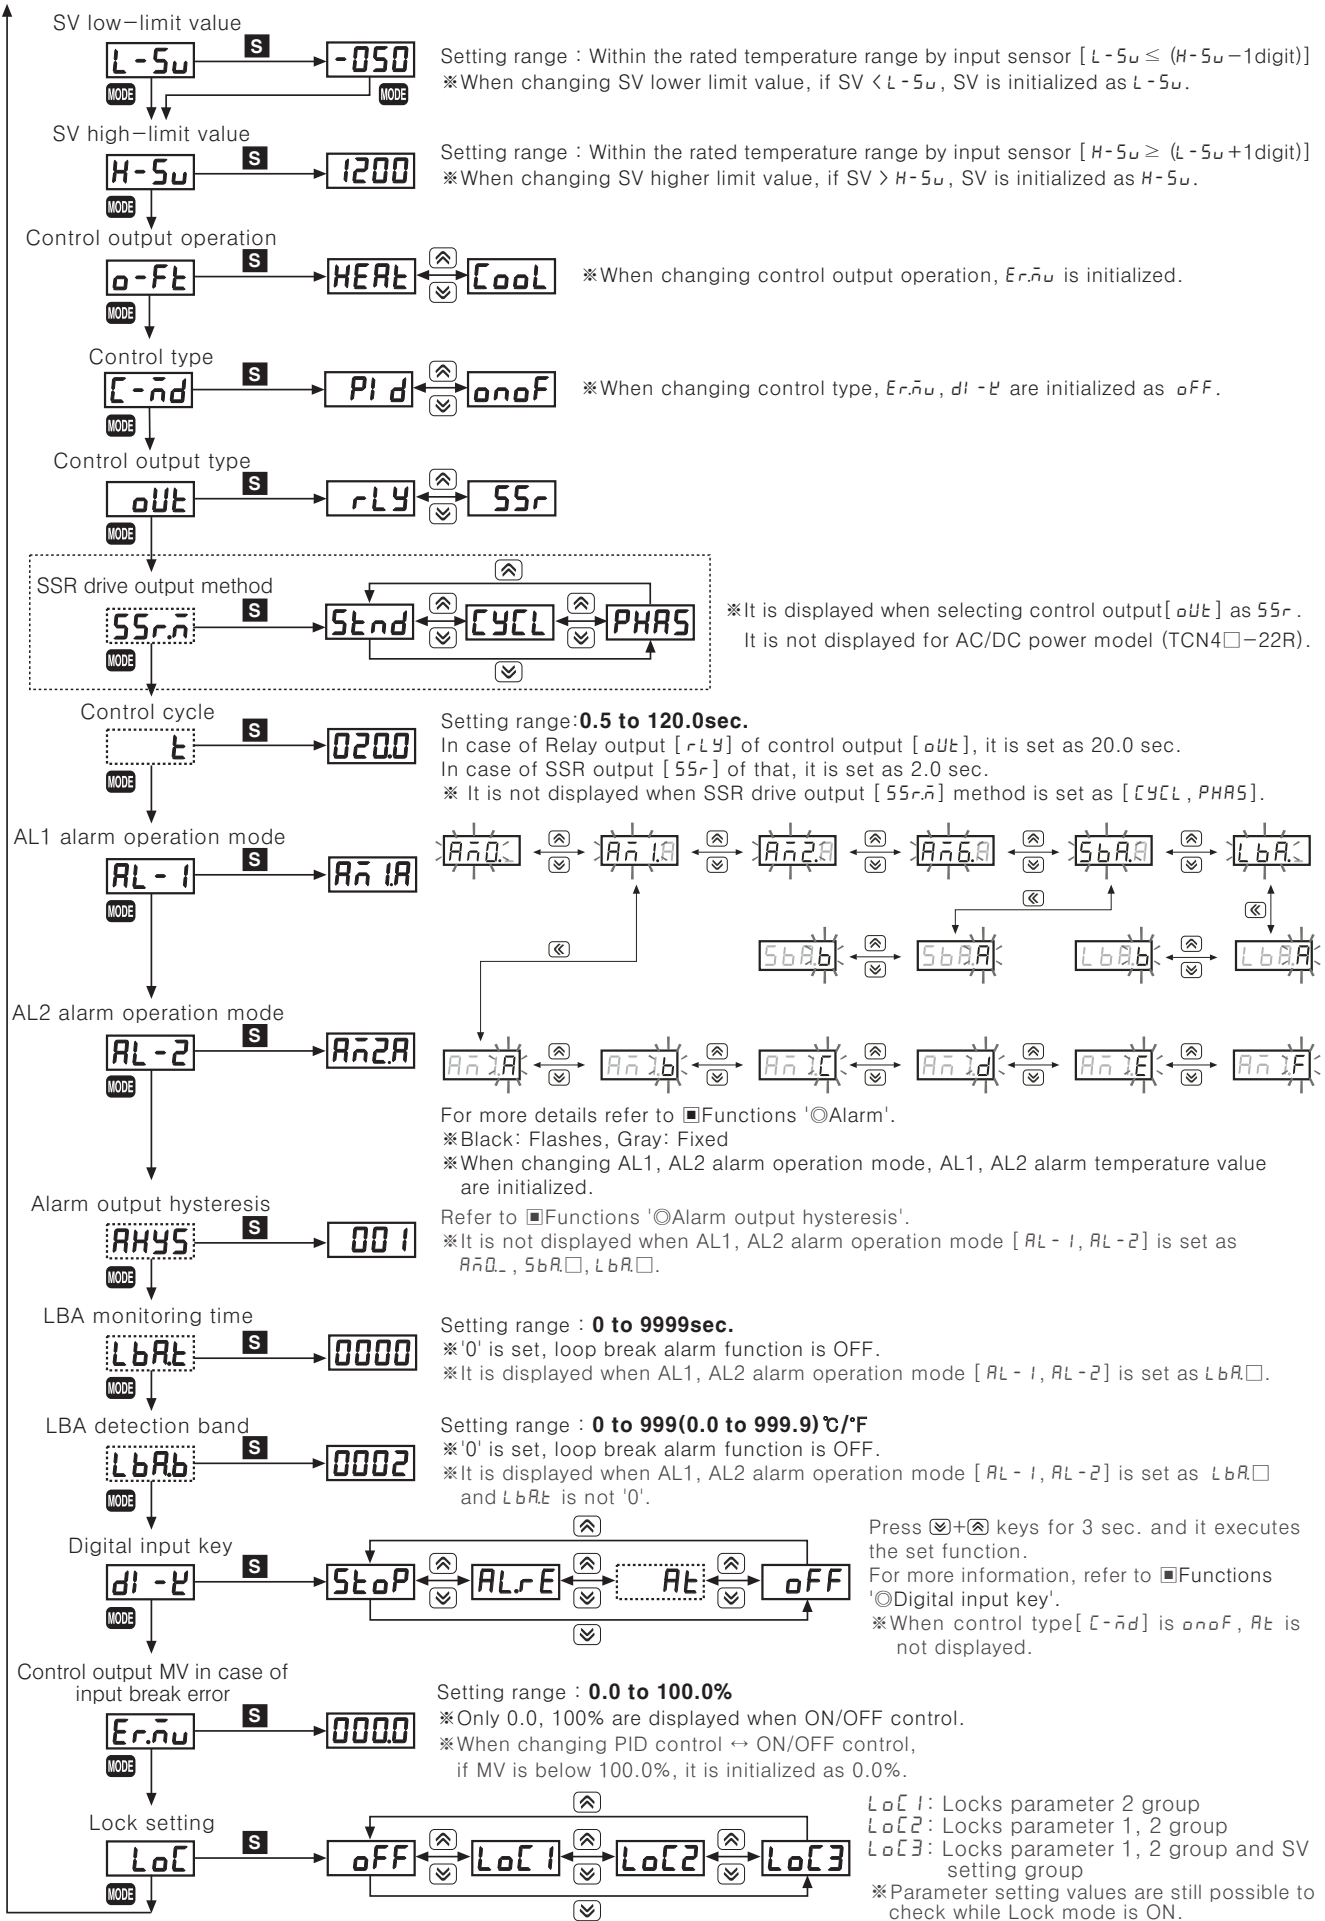 SV low-limit value
L-Su S -050
MODE MODE
Setting range : Within the rated temperature range by input sensor [ L-Su ≤ (H-Su-1digit)]
※When changing SV lower limit value, if SV < L-Su, SV is initialized as L-Su.
SV high-limit value
H-Su S 1200
MODE
Setting range : Within the rated temperature range by input sensor [ H-Su ≥ (L-Su+1digit)]
※When changing SV higher limit value, if SV > H-Su, SV is initialized as H-Su.
Control output operation
o-Ft S HEAt CooL
MODE
※When changing control output operation, Er.mu is initialized.
Control type
C-md S PId onoF
MODE
※When changing control type, Er.mu, dI-K are initialized as oFF.
Control output type
oUt S rLY SSr
MODE
SSR drive output method
SSr.m S Stnd CYCL PHAS
MODE
※It is displayed when selecting control output[ oUt] as SSr.
It is not displayed for AC/DC power model (TCN4□-22R).
Control cycle
t S 020.0
MODE
Setting range:0.5 to 120.0sec.
In case of Relay output [ rLY] of control output [ oUt], it is set as 20.0 sec.
In case of SSR output [ SSr] of that, it is set as 2.0 sec.
※ It is not displayed when SSR drive output [ SSr.m] method is set as [ CYCL, PHAS].
AL1 alarm operation mode
AL-1 S Am1.A
MODE
Am0._ Am1.A Am2.A Am6.A SbA.A LbA._
SbA.b SbA.A LbA.b LbA.A
AL2 alarm operation mode
AL-2 S Am2.A
MODE
Am1.A Am1.b Am1.C Am1.d Am1.E Am1.F
For more details refer to ▣Functions '◎Alarm'.
※Black: Flashes, Gray: Fixed
※When changing AL1, AL2 alarm operation mode, AL1, AL2 alarm temperature value
are initialized.
Alarm output hysteresis
AHYS S 001
MODE
Refer to ▣Functions '◎Alarm output hysteresis'.
※It is not displayed when AL1, AL2 alarm operation mode [ AL-1, AL-2] is set as
Am0._, SbA.□, LbA.□.
LBA monitoring time
LbA.t S 0000
MODE
Setting range : 0 to 9999sec.
※'0' is set, loop break alarm function is OFF.
※It is displayed when AL1, AL2 alarm operation mode [ AL-1, AL-2] is set as LbA.□.
LBA detection band
LbA.b S 0002
MODE
Setting range : 0 to 999(0.0 to 999.9)℃/℉
※'0' is set, loop break alarm function is OFF.
※It is displayed when AL1, AL2 alarm operation mode [ AL-1, AL-2] is set as LbA.□
and LbA.t is not '0'.
Digital input key
dI-K S StoP AL.rE At oFF
MODE
Press +  keys for 3 sec. and it executes
the set function.
For more information, refer to ▣Functions
'◎Digital input key'.
※When control type[ C-md] is onoF, At is
not displayed.
Control output MV in case of
input break error
Er.mu S 000.0
MODE
Setting range : 0.0 to 100.0%
※Only 0.0, 100% are displayed when ON/OFF control.
※When changing PID control ↔ ON/OFF control,
if MV is below 100.0%, it is initialized as 0.0%.
Lock setting
LoC S oFF LoC1 LoC2 LoC3
MODE
LoC1: Locks parameter 2 group
LoC2: Locks parameter 1, 2 group
LoC3: Locks parameter 1, 2 group and SV
setting group
※Parameter setting values are still possible to
check while Lock mode is ON.